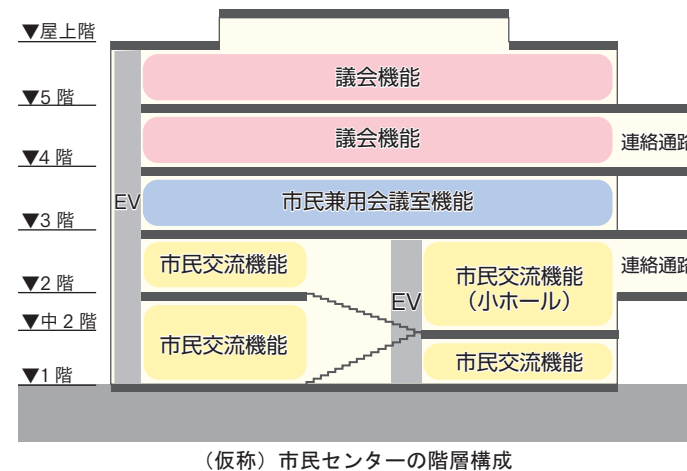 ▼屋上階
議会機能
▼5 階
議会機能
連絡通路
▼4 階
EV
市民兼用会議室機能
▼3 階
市民交流機能
市民交流機能
（小ホール）
連絡通路
▼2 階
EV
▼中 2 階
市民交流機能
市民交流機能
▼1 階
（仮称）市民センターの階層構成